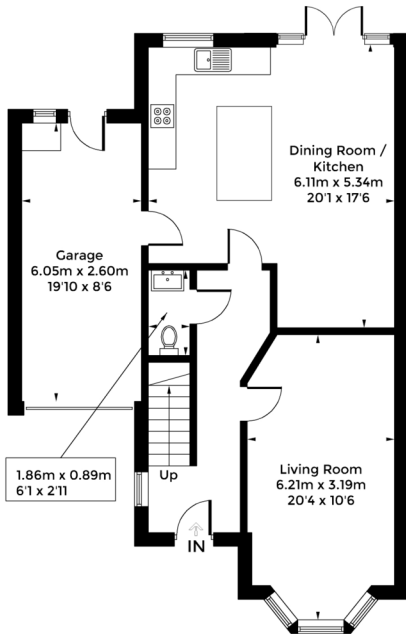 Dining Room /
Kitchen
6.11m x 5.34m
20'1 x 17'6
Garage
6.05m x 2.60m
19'10 x 8'6
1.86m x 0.89m
6'1 x 2'11
Up
IN
Living Room
6.21m x 3.19m
20'4 x 10'6